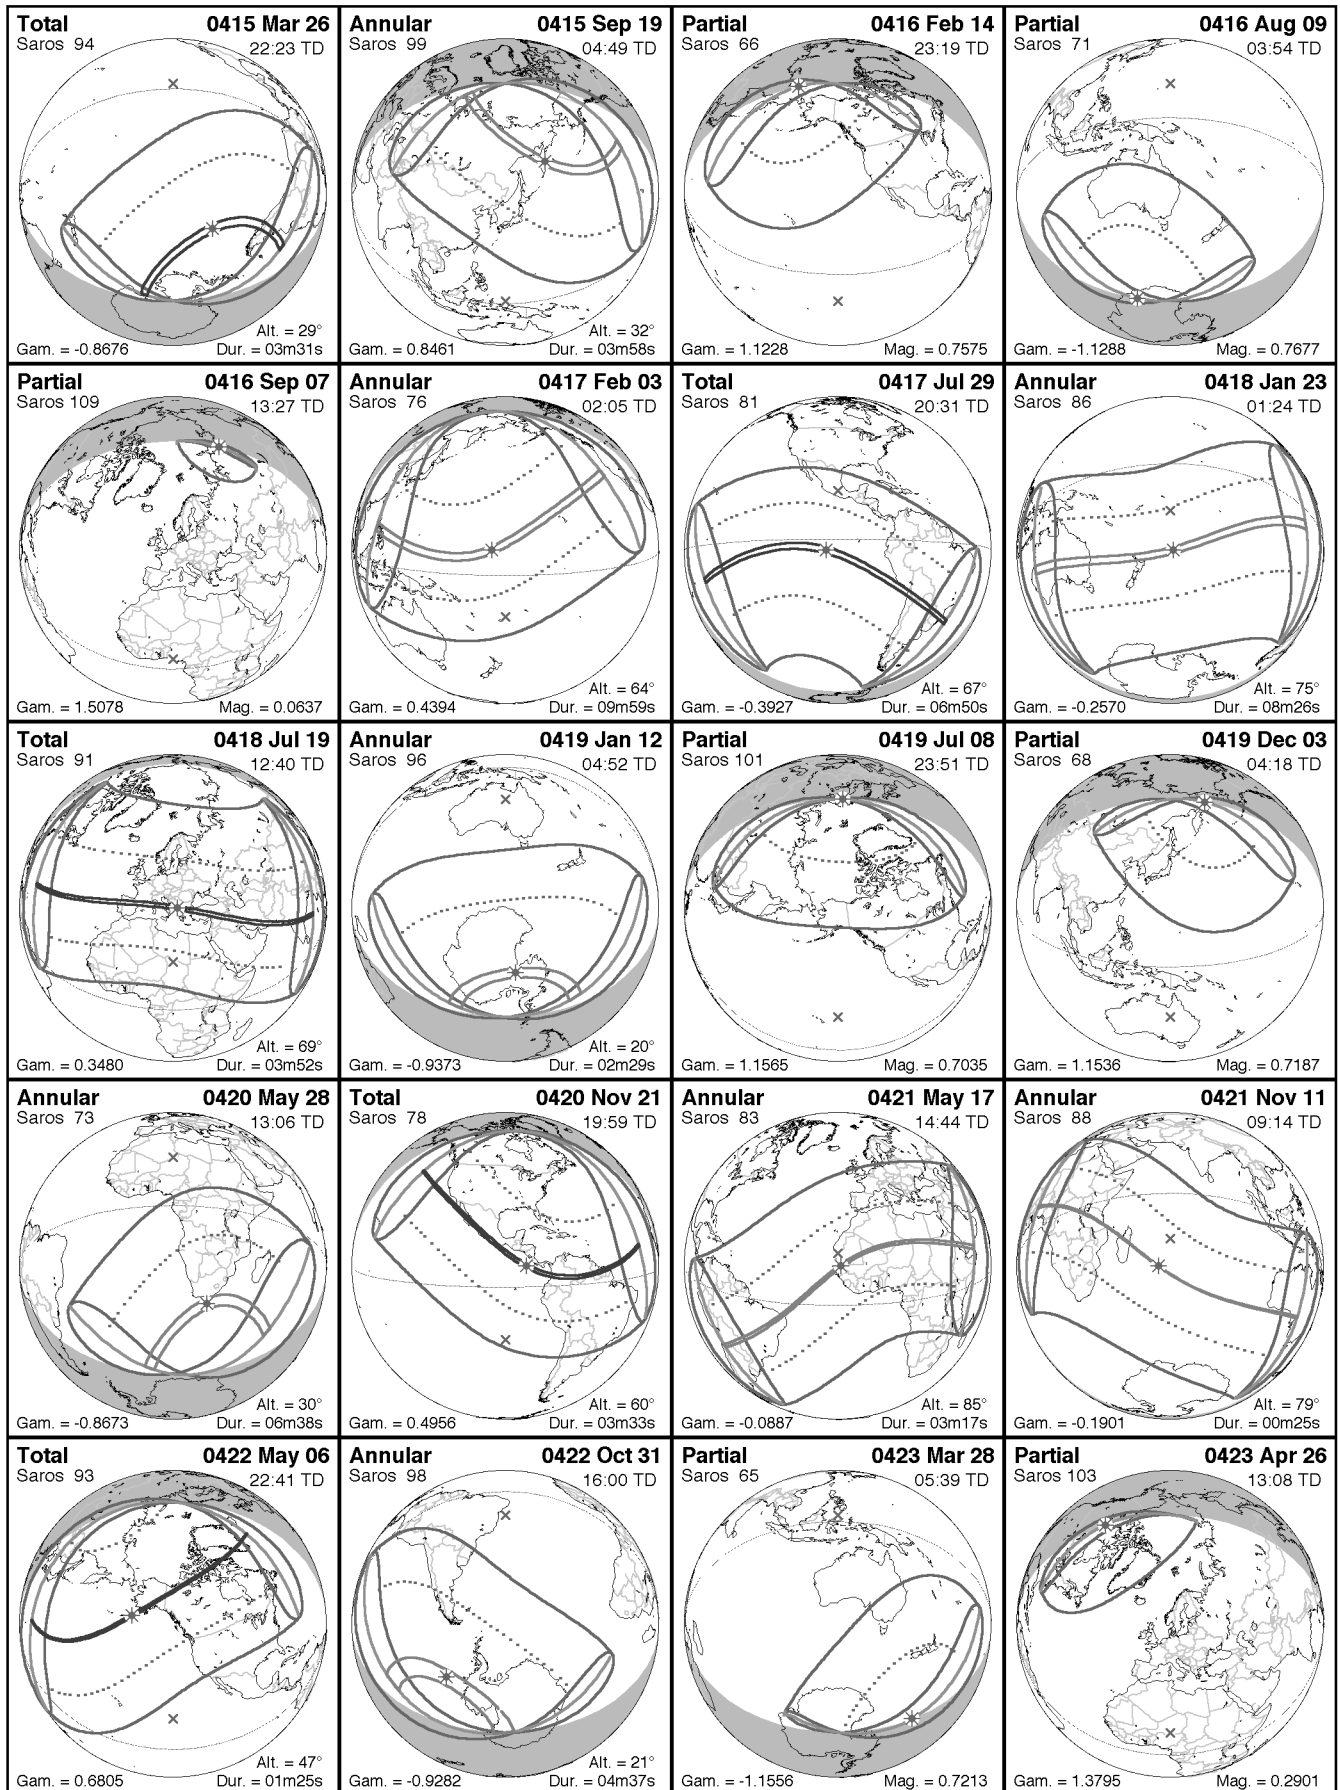 Total 0415 Mar 26
Saros 94 22:23 TD
Alt. = 29°
Gam. = -0.8676 Dur. = 03m31s
Annular 0415 Sep 19
Saros 99 04:49 TD
Alt. = 32°
Gam. = 0.8461 Dur. = 03m58s
Partial 0416 Feb 14
Saros 66 23:19 TD
Gam. = 1.1228 Mag. = 0.7575
Partial 0416 Aug 09
Saros 71 03:54 TD
Gam. = -1.1288 Mag. = 0.7677
Partial 0416 Sep 07
Saros 109 13:27 TD
Gam. = 1.5078 Mag. = 0.0637
Annular 0417 Feb 03
Saros 76 02:05 TD
Alt. = 64°
Gam. = 0.4394 Dur. = 09m59s
Total 0417 Jul 29
Saros 81 20:31 TD
Alt. = 67°
Gam. = -0.3927 Dur. = 06m50s
Annular 0418 Jan 23
Saros 86 01:24 TD
Alt. = 75°
Gam. = -0.2570 Dur. = 08m26s
Total 0418 Jul 19
Saros 91 12:40 TD
Alt. = 69°
Gam. = 0.3480 Dur. = 03m52s
Annular 0419 Jan 12
Saros 96 04:52 TD
Alt. = 20°
Gam. = -0.9373 Dur. = 02m29s
Partial 0419 Jul 08
Saros 101 23:51 TD
Gam. = 1.1565 Mag. = 0.7035
Partial 0419 Dec 03
Saros 68 04:18 TD
Gam. = 1.1536 Mag. = 0.7187
Annular 0420 May 28
Saros 73 13:06 TD
Alt. = 30°
Gam. = -0.8673 Dur. = 06m38s
Total 0420 Nov 21
Saros 78 19:59 TD
Alt. = 60°
Gam. = 0.4956 Dur. = 03m33s
Annular 0421 May 17
Saros 83 14:44 TD
Alt. = 85°
Gam. = -0.0887 Dur. = 03m17s
Annular 0421 Nov 11
Saros 88 09:14 TD
Alt. = 79°
Gam. = -0.1901 Dur. = 00m25s
Total 0422 May 06
Saros 93 22:41 TD
Alt. = 47°
Gam. = 0.6805 Dur. = 01m25s
Annular 0422 Oct 31
Saros 98 16:00 TD
Alt. = 21°
Gam. = -0.9282 Dur. = 04m37s
Partial 0423 Mar 28
Saros 65 05:39 TD
Gam. = -1.1556 Mag. = 0.7213
Partial 0423 Apr 26
Saros 103 13:08 TD
Gam. = 1.3795 Mag. = 0.2901